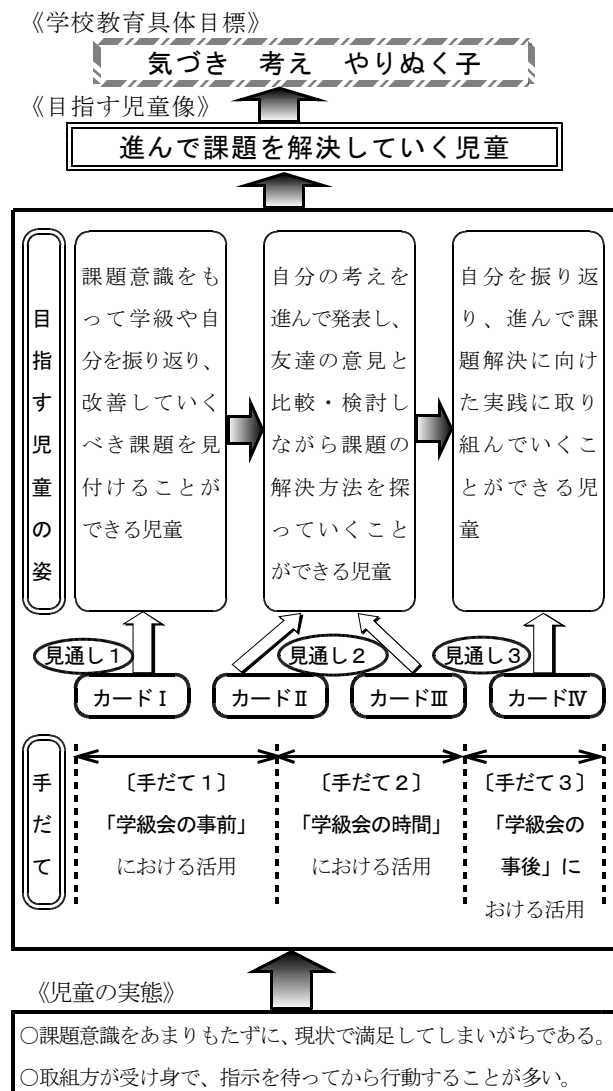 《学校教育具体目標》
気づき 考え やりぬく子
《目指す児童像》
進んで課題を解決していく児童
目指す児童の姿
課題意識をも
って学級や自
分を振り返り、
改善していく
べき課題を見
付けることが
できる児童
自分の考えを
進んで発表し、
友達の意見と
比較・検討し
ながら課題の
解決方法を探
っていくこと
ができる児童
自分を振り返
り、進んで課
題解決に向け
た実践に取り
組んでいくこ
とができる児
童
見通し1
見通し2
見通し3
カードⅠ
カードⅡ
カードⅢ
カードⅣ
手だて
〔手だて1〕
「学級会の事前」
における活用
〔手だて2〕
「学級会の時間」
における活用
〔手だて3〕
「学級会の
事後」に
おける活用
《児童の実態》
○課題意識をあまりもたずに、現状で満足してしまいがちである。
○取組方が受け身で、指示を待ってから行動することが多い。